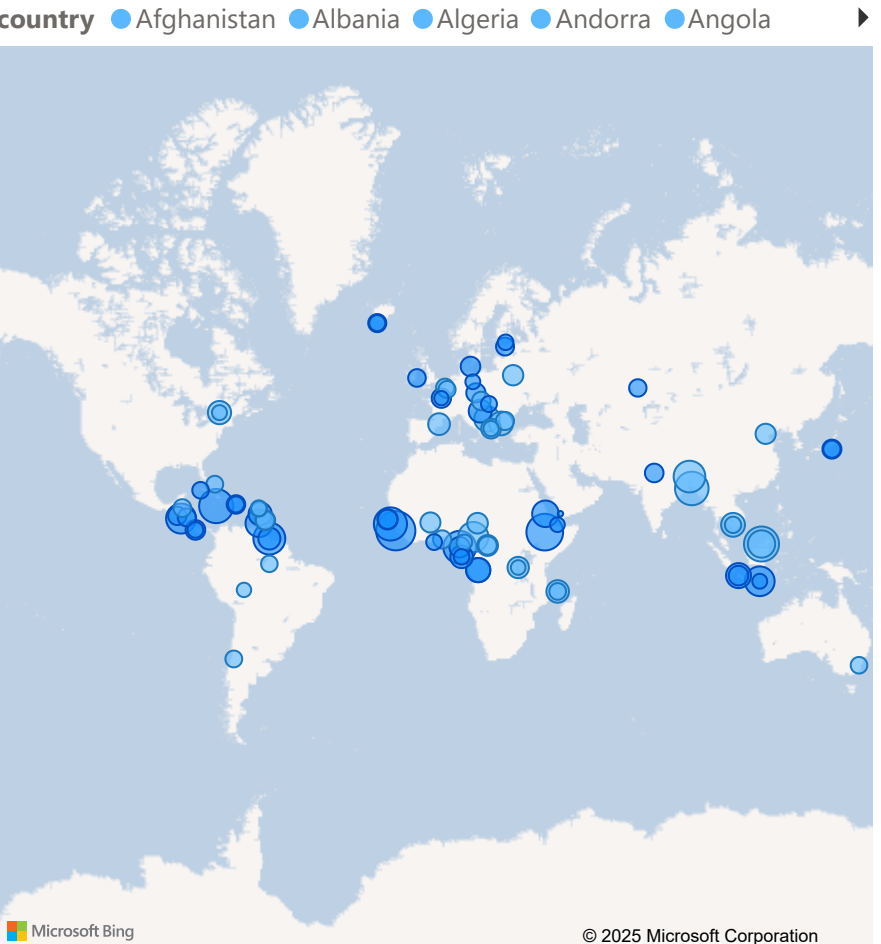 country Afghanistan Albania Algeria Andorra Angola
Microsoft Bing
© 2025 Microsoft Corporation